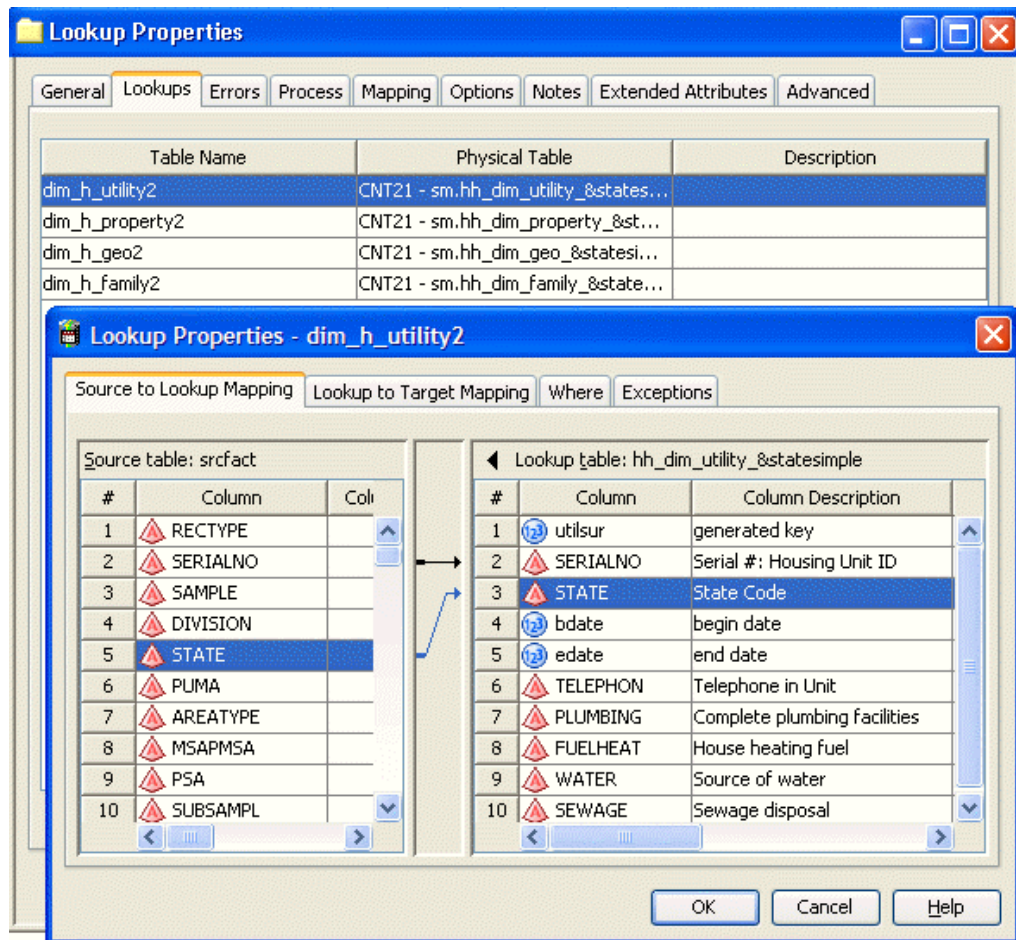 Lookup Properties
General Lookups Errors Process Mapping Options Notes Extended Attributes Advanced
Table Name Physical Table Description
dim_h_utility2 CNT21 - sm.hh_dim_utility_&states...
dim_h_property2 CNT21 - sm.hh_dim_property_&st...
dim_h_geo2 CNT21 - sm.hh_dim_geo_&statesi...
dim_h_family2 CNT21 - sm.hh_dim_family_&state...
Lookup Properties - dim_h_utility2
Source to Lookup Mapping Lookup to Target Mapping Where Exceptions
Source table: srcfact Lookup table: hh_dim_utility_&statesimple
# Column Colu # Column Column Description
1 RECTYPE 1 utilsur generated key
2 SERIALNO 2 SERIALNO Serial #: Housing Unit ID
3 SAMPLE 3 STATE State Code
4 DIVISION 4 bdate begin date
5 STATE 5 edate end date
6 PUMA 6 TELEPHON Telephone in Unit
7 AREATYPE 7 PLUMBING Complete plumbing facilities
8 MSAPMSA 8 FUELHEAT House heating fuel
9 PSA 9 WATER Source of water
10 SUBSAMPL 10 SEWAGE Sewage disposal
OK Cancel Help